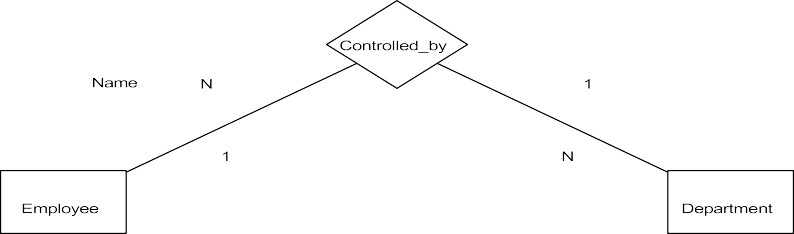 Controlled_by
Name N 1
1 N
Employee Department